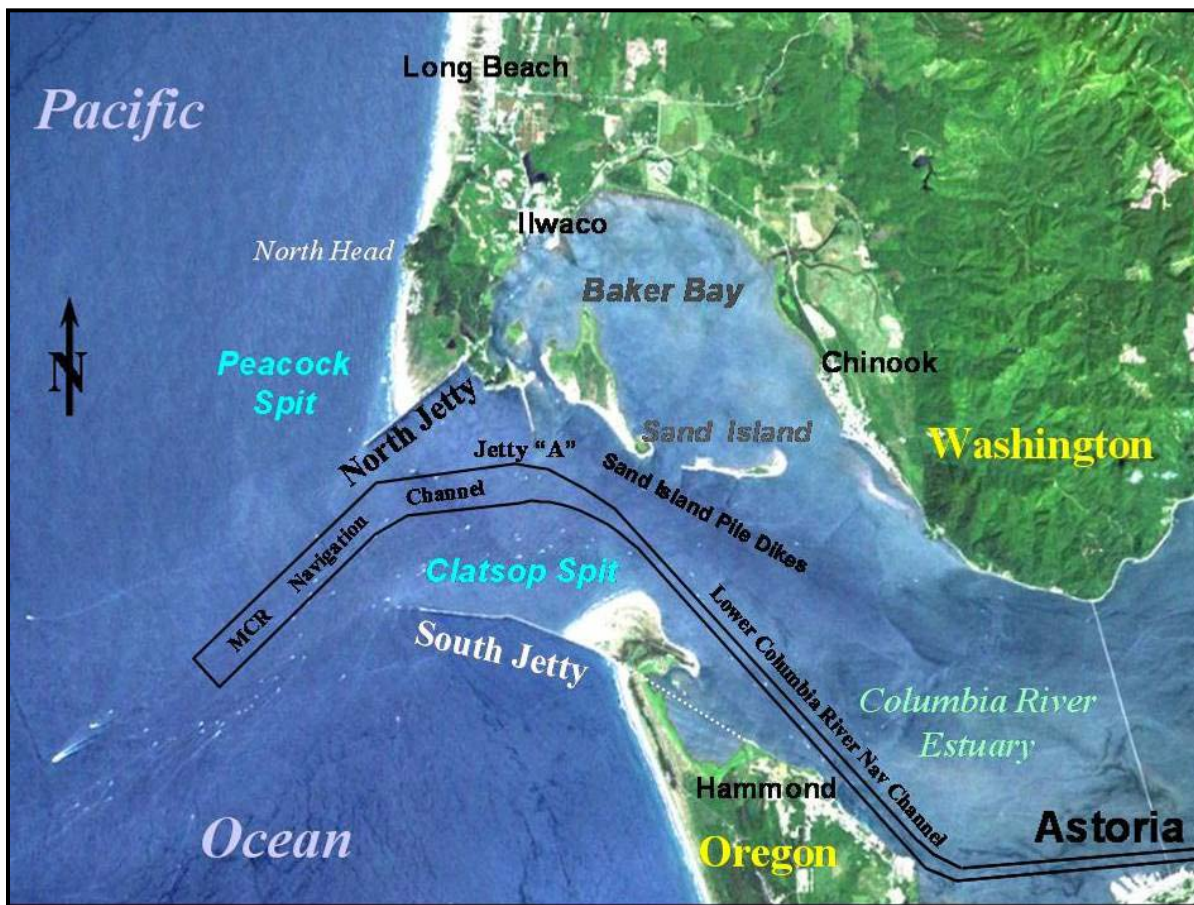 Long Beach
Pacific
Ilwaco
North Head
Baker Bay
N
Peacock
Spit
Chinook
North Jetty
Sand Island
Washington
Jetty “A”
Sand Island Pile Dikes
MCR Navigation Channel
Clatsop Spit
South Jetty
Lower Columbia River Nav Channel
Columbia River
Estuary
Hammond
Ocean
Oregon
Astoria